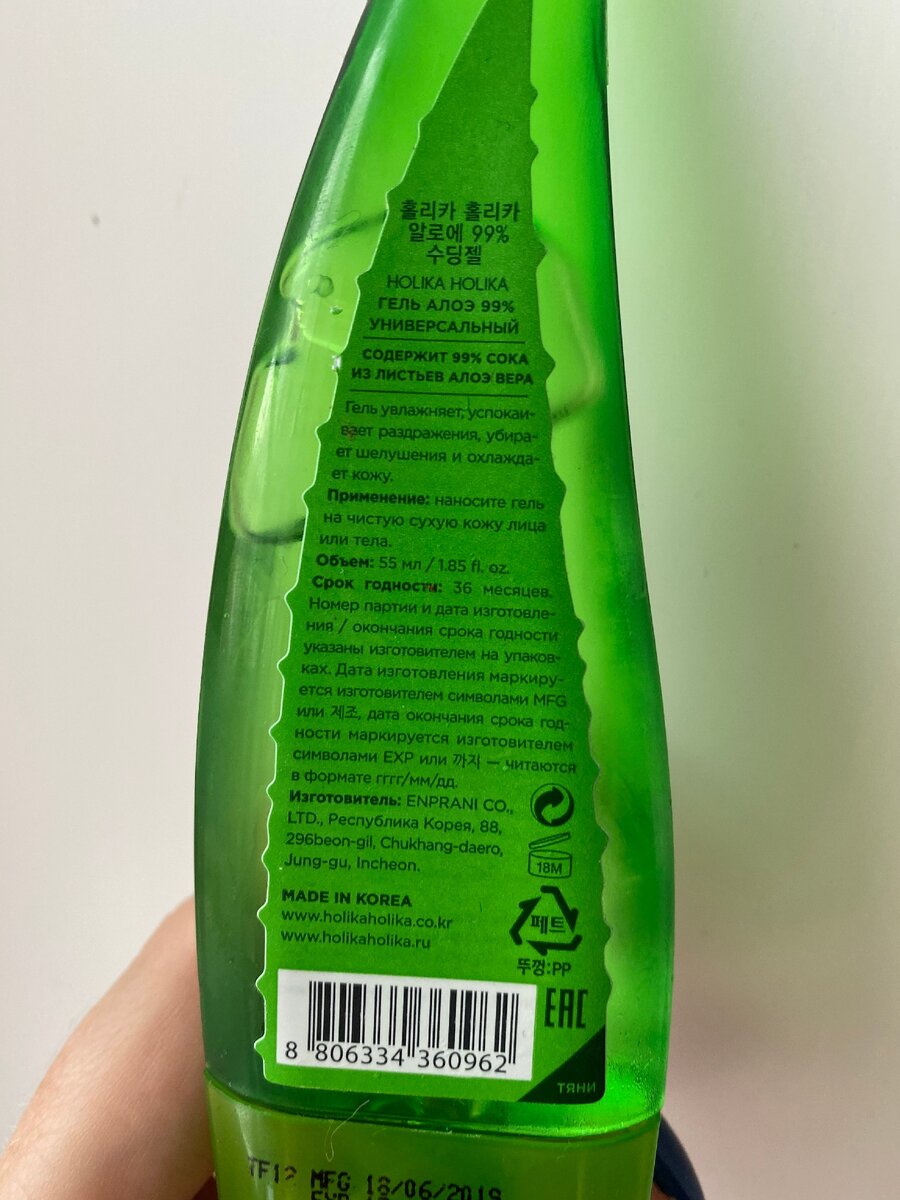 홀리카 홀리카
알로에 99%
수딩젤
HOLIKA HOLIKA
ГЕЛЬ АЛОЭ 99%
УНИВЕРСАЛЬНЫЙ
СОДЕРЖИТ 99% СОКА
ИЗ ЛИСТЬЕВ АЛОЭ ВЕРА
Гель увлажняет, успокаи-
вает раздражения, убира-
ет шелушения и охлажда-
ет кожу.
Применение: наносите гель
на чистую сухую кожу лица
или тела.
Объем: 55 мл / 1.85 fl. oz.
Срок годности: 36 месяцев.
Номер партии и дата изготовле-
ния / окончания срока годности
указаны изготовителем на упаков-
ках. Дата изготовления маркиру-
ется изготовителем символами MFG
или 제조, дата окончания срока год-
ности маркируется изготовителем
символами EXP или 까지 — читаются
в формате гггг/мм/дд.
Изготовитель: ENPRANI CO.,
LTD., Республика Корея, 88,
296beon-gil, Chukhang-daero,
Jung-gu, Incheon.
18M
MADE IN KOREA
www.holikaholika.co.kr
www.holikaholika.ru
페트
뚜껑:PP
EAC
8 806334 360962
ТЯНИ
MFG 18/06/2019